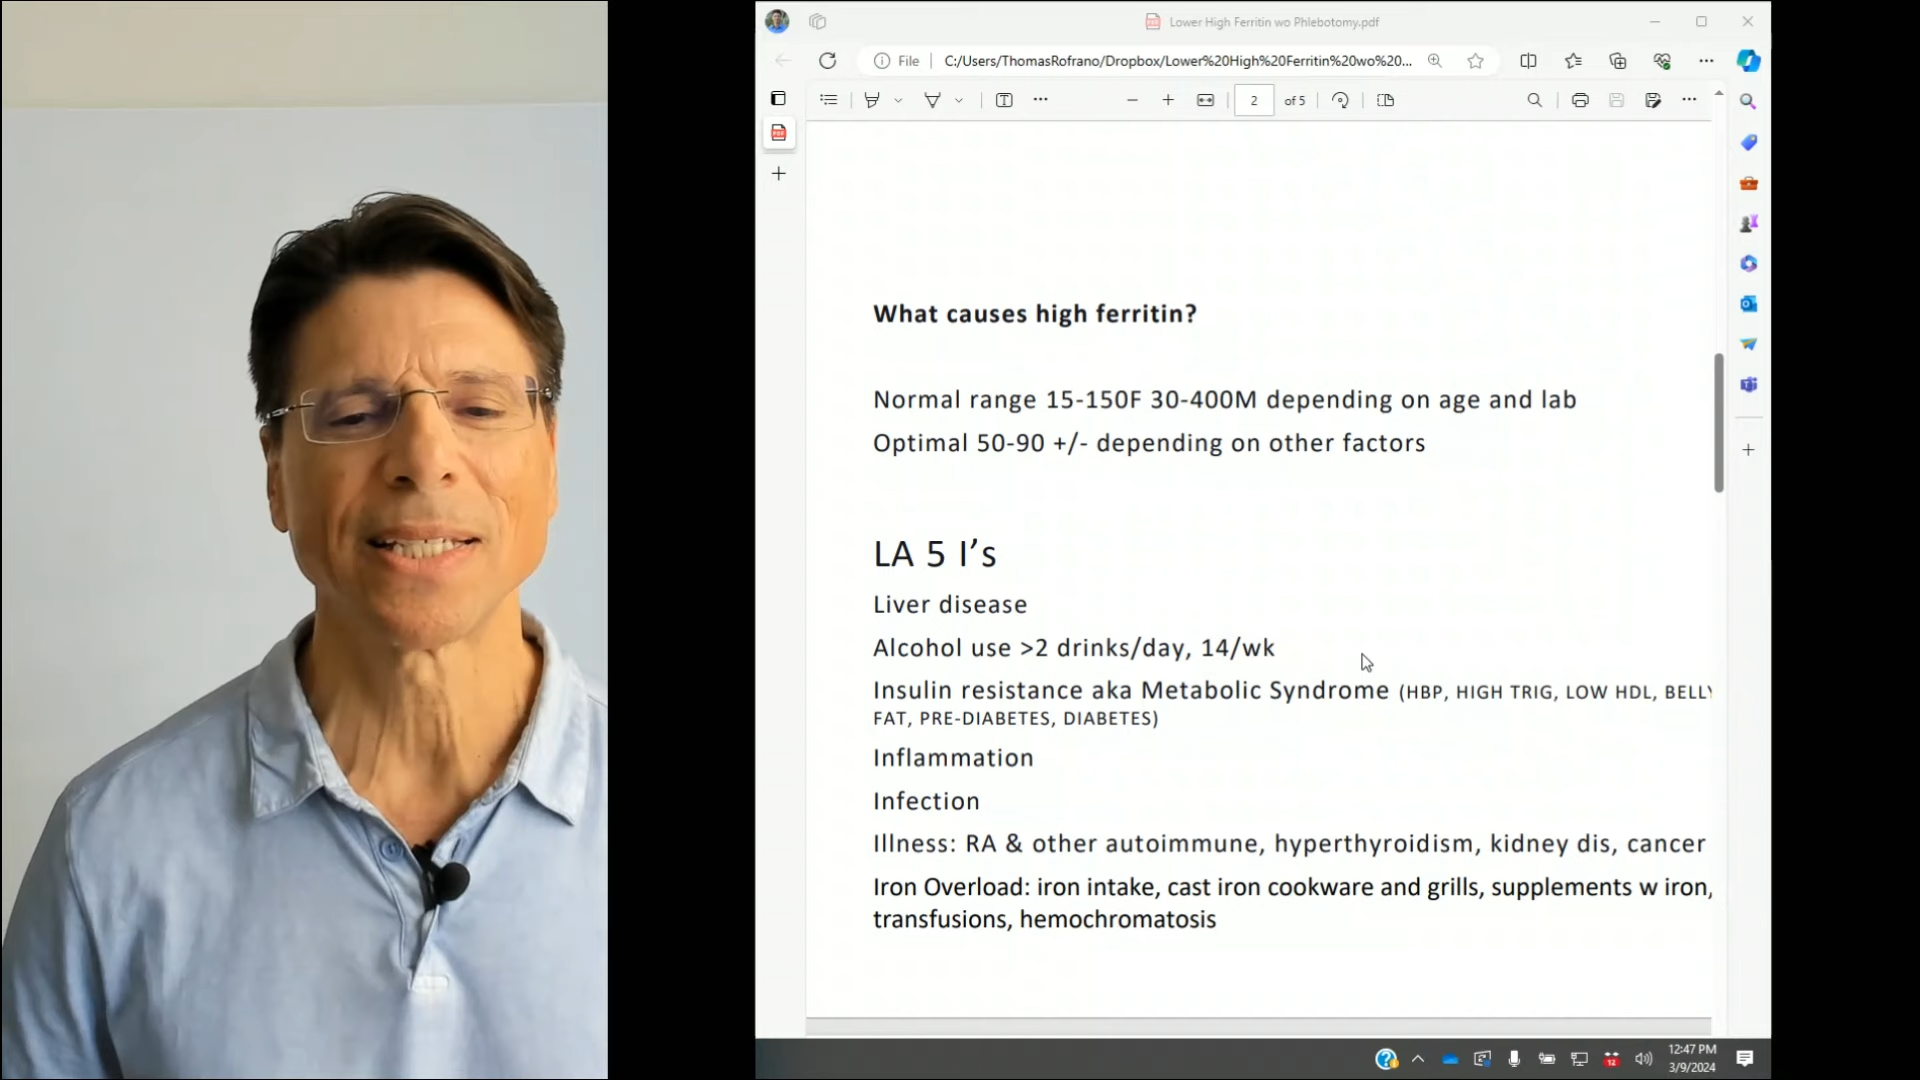 Lower High Ferritin wo Phlebotomy.pdf
File C:/Users/ThomasRofrano/Dropbox/Lower%20High%20Ferritin%20wo%20...
2 of 5
What causes high ferritin?
Normal range 15-150F 30-400M depending on age and lab
Optimal 50-90 +/- depending on other factors
LA 5 I’s
Liver disease
Alcohol use >2 drinks/day, 14/wk
Insulin resistance aka Metabolic Syndrome (HBP, HIGH TRIG, LOW HDL, BELLY
FAT, PRE-DIABETES, DIABETES)
Inflammation
Infection
Illness: RA & other autoimmune, hyperthyroidism, kidney dis, cancer
Iron Overload: iron intake, cast iron cookware and grills, supplements w iron,
transfusions, hemochromatosis
12:47 PM
3/9/2024